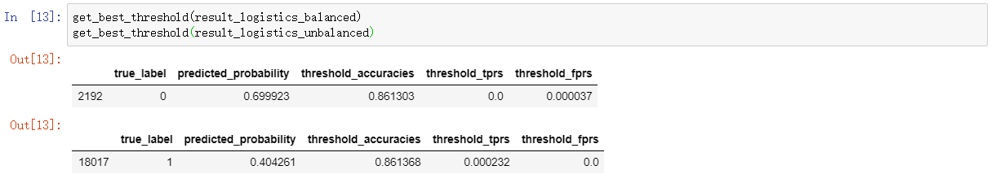 In [13]: get_best_threshold(result_logistics_balanced)
get_best_threshold(result_logistics_unbalanced)
Out[13]:
true_label predicted_probability threshold_accuracies threshold_tprs threshold_fprs
2192 0 0.699923 0.861303 0.0 0.000037
Out[13]:
true_label predicted_probability threshold_accuracies threshold_tprs threshold_fprs
18017 1 0.404261 0.861368 0.000232 0.0